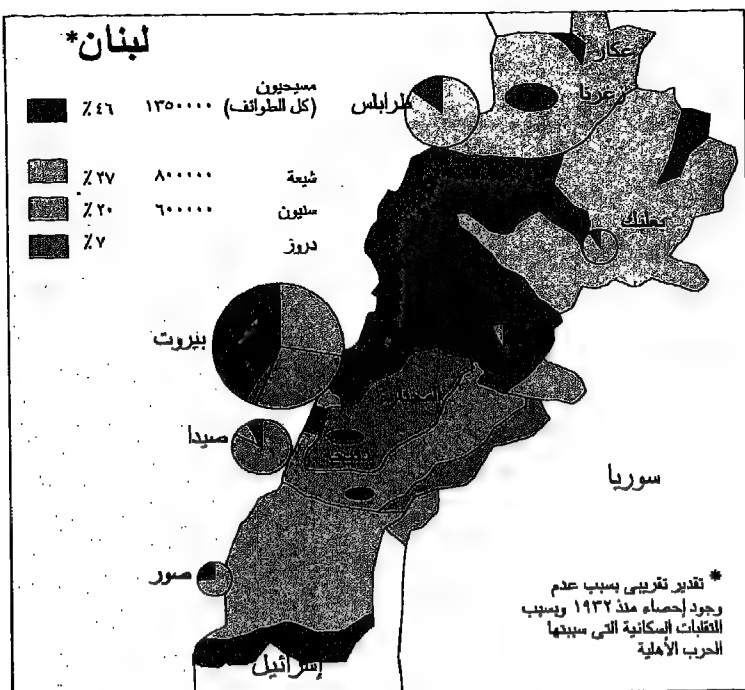 لبنان*
مسيحيون
(كل الطوائف) ١٣٥٠٠٠٠ ٤٦٪
شيعة ٨٠٠٠٠٠ ٢٧٪
سنيون ٦٠٠٠٠٠ ٢٠٪
دروز ٧٪
عكار
زغرتا
طرابلس
بعلبك
بيروت
صيدا
سوريا
صور
إسرائيل
* تقدير تقريبى بسبب عدم
وجود إحصاء منذ ١٩٣٢ وبسبب
التقلبات السكانية التي سببتها
الحرب الأهلية